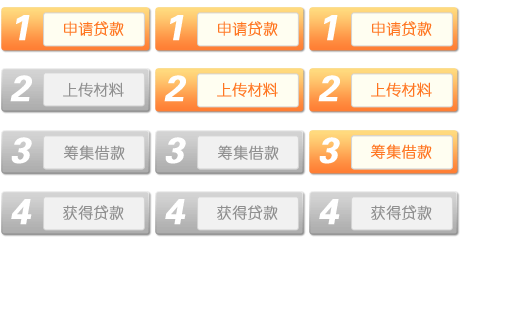 1 申请贷款 1 申请贷款 1 申请贷款
2 上传材料 2 上传材料 2 上传材料
3 筹集借款 3 筹集借款 3 筹集借款
4 获得贷款 4 获得贷款 4 获得贷款